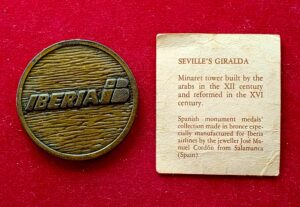 IBERIA IB
SEVILLE'S GIRALDA
Minaret tower built by the
arabs in the XII century
and reformed in the XVI
century.
Spanish monument medals'
collection made in bronze espe-
cially manufactured for Iberia
airlines by the jeweller José Ma-
nuel Cordón from Salamanca
(Spain).